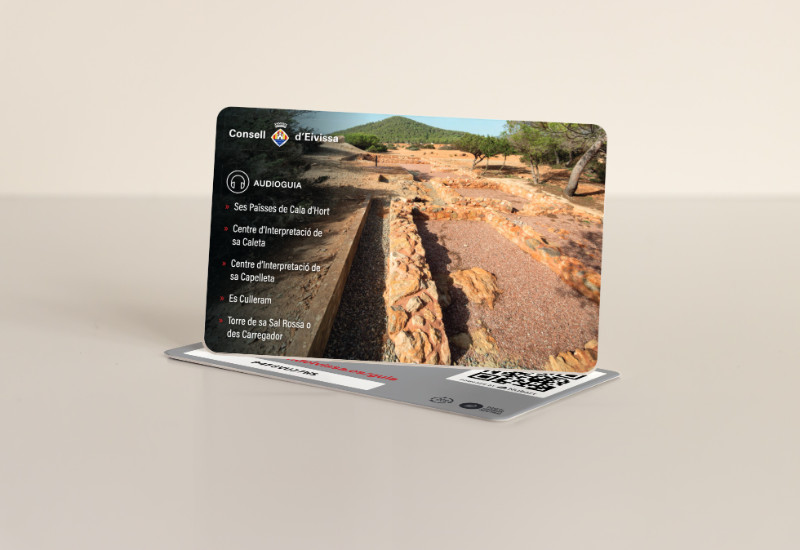 Consell d'Eivissa
AUDIOGUIA
Ses Païsses de Cala d'Hort
Centre d'Interpretació de
sa Caleta
Centre d'Interpretació de
sa Capelleta
Es Culleram
Torre de sa Sal Rossa o
des Carregador